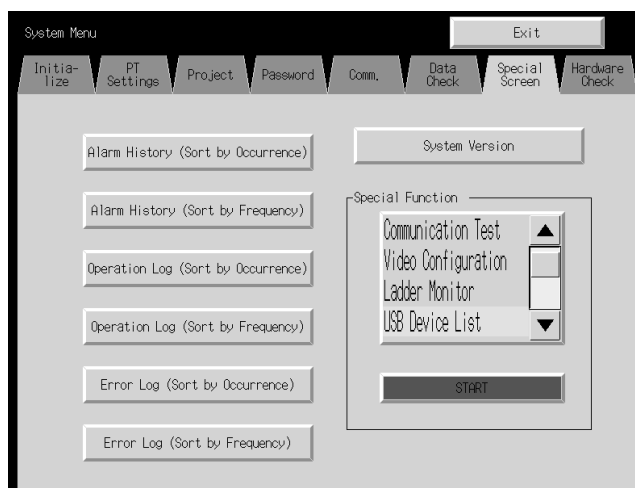 System Menu
Exit
Initia-
lize
PT
Settings
Project
Password
Comm.
Data
Check
Special
Screen
Hardware
Check
Alarm History (Sort by Occurrence)
Alarm History (Sort by Frequency)
Operation Log (Sort by Occurrence)
Operation Log (Sort by Frequency)
Error Log (Sort by Occurrence)
Error Log (Sort by Frequency)
System Version
Special Function
Communication Test
Video Configuration
Ladder Monitor
USB Device List
START